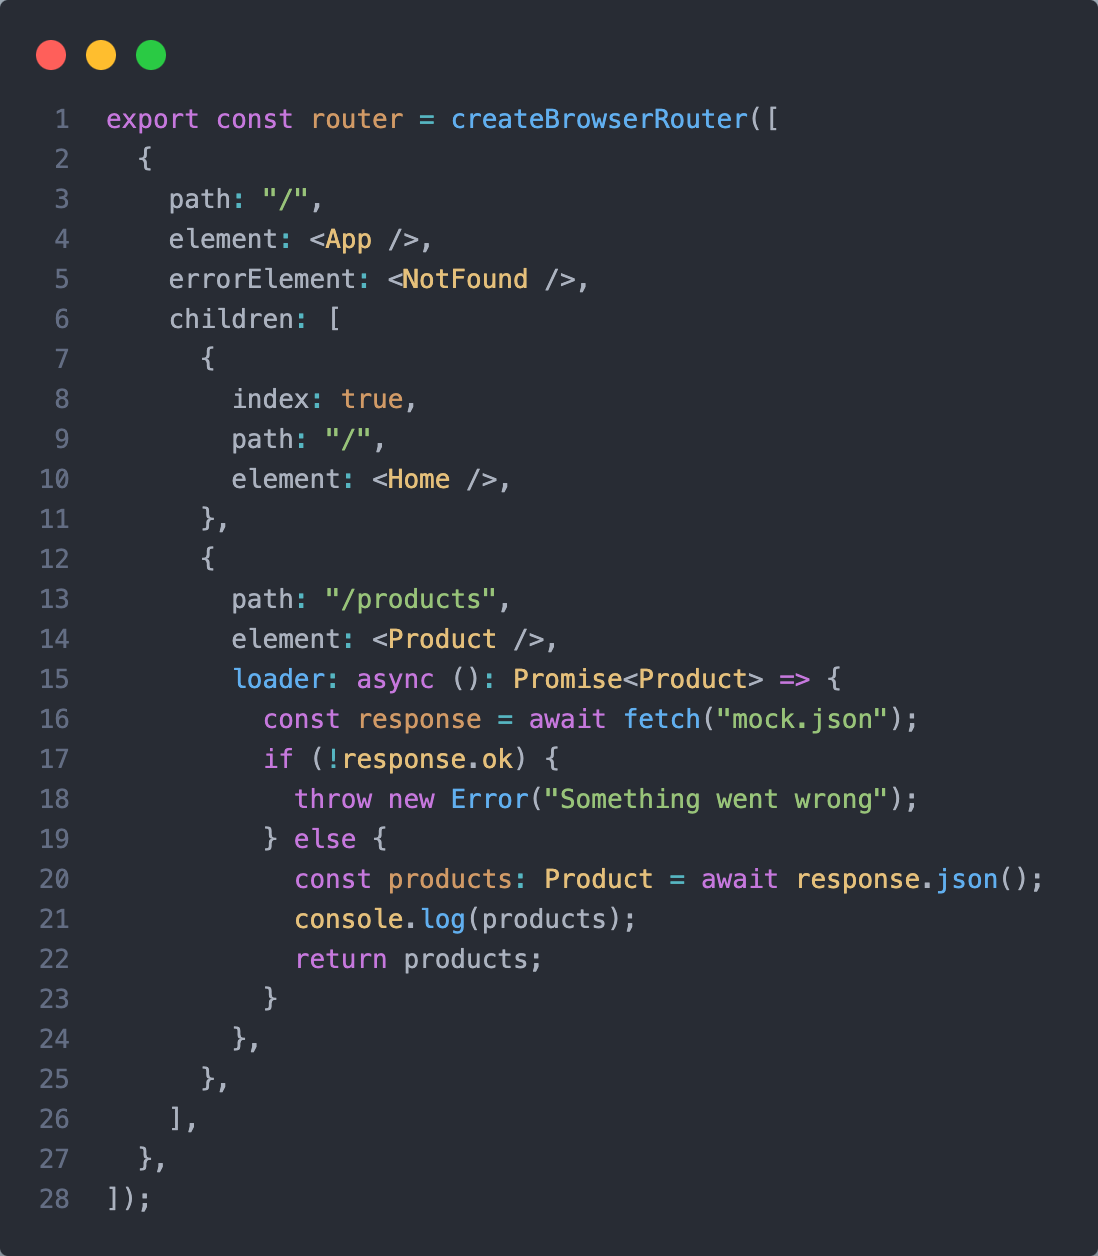 1 export const router = createBrowserRouter([
2   {
3     path: "/",
4     element: <App />,
5     errorElement: <NotFound />,
6     children: [
7       {
8         index: true,
9         path: "/",
10         element: <Home />,
11       },
12       {
13         path: "/products",
14         element: <Product />,
15         loader: async (): Promise<Product> => {
16           const response = await fetch("mock.json");
17           if (!response.ok) {
18             throw new Error("Something went wrong");
19           } else {
20             const products: Product = await response.json();
21             console.log(products);
22             return products;
23           }
24         },
25       },
26     ],
27   },
28 ]);